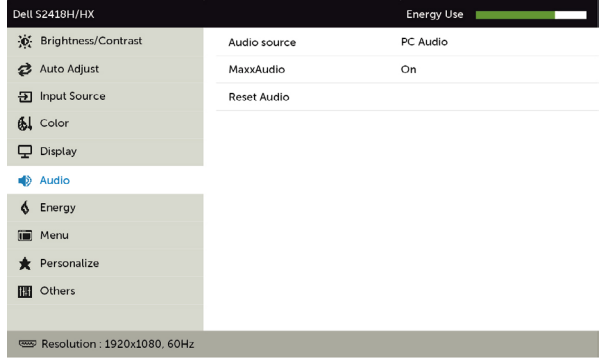 Dell S2418H/HX Energy Use
Brightness/Contrast Audio source PC Audio
Auto Adjust MaxxAudio On
Input Source Reset Audio
Color
Display
Audio
Energy
Menu
Personalize
Others
Resolution : 1920x1080, 60Hz